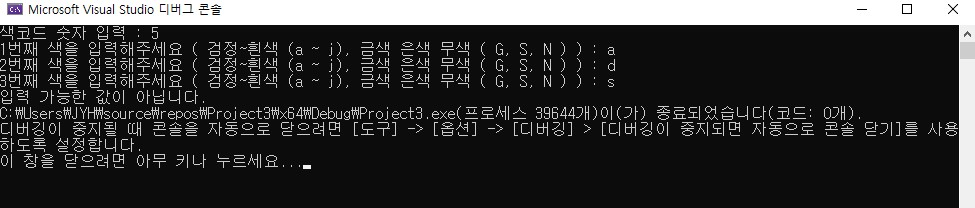 Microsoft Visual Studio 디버그 콘솔
색코드 숫자 입력 : 5
1번째 색을 입력해주세요 ( 검정~흰색 (a ~ j), 금색 은색 무색 ( G, S, N ) ) : a
2번째 색을 입력해주세요 ( 검정~흰색 (a ~ j), 금색 은색 무색 ( G, S, N ) ) : d
3번째 색을 입력해주세요 ( 검정~흰색 (a ~ j), 금색 은색 무색 ( G, S, N ) ) : s
입력 가능한 값이 아닙니다.
C:₩Users₩JYH₩source₩repos₩Project3₩x64₩Debug₩Project3.exe(프로세스 39644개)이(가) 종료되었습니다(코드: 0개).
디버깅이 중지될 때 콘솔을 자동으로 닫으려면 [도구] -> [옵션] -> [디버깅] > [디버깅이 중지되면 자동으로 콘솔 닫기]를 사용
하도록 설정합니다.
이 창을 닫으려면 아무 키나 누르세요...